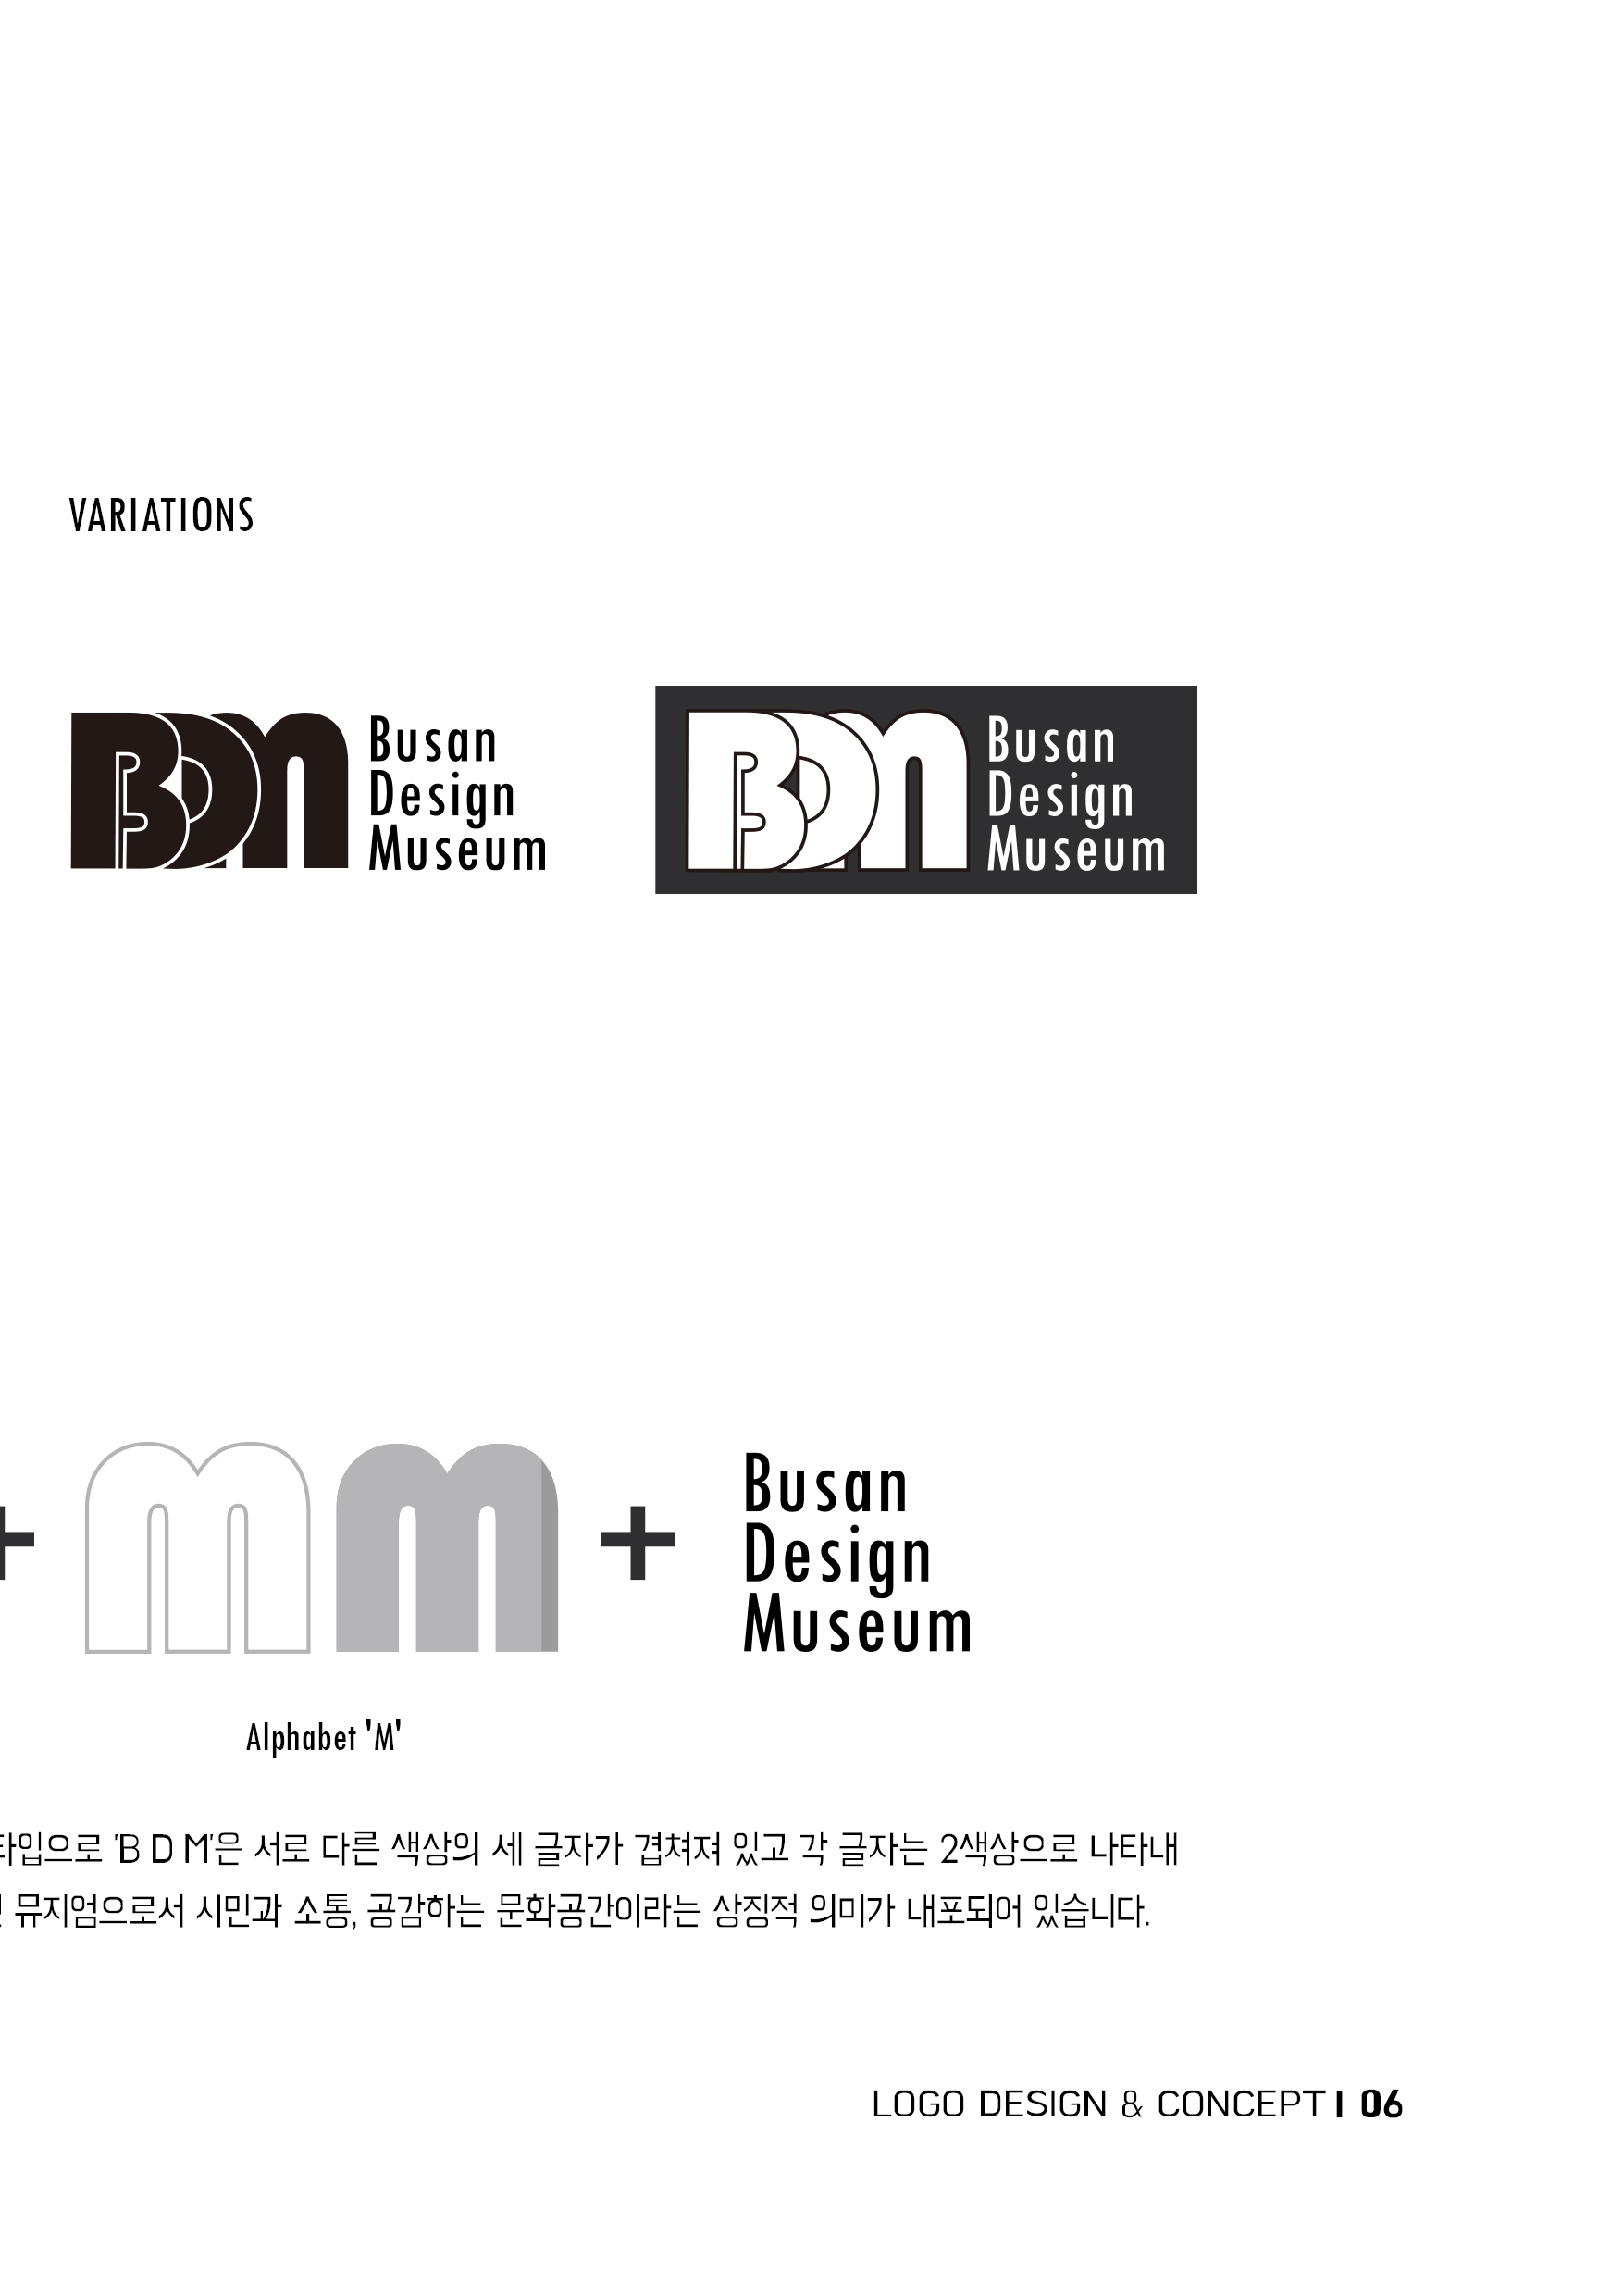 VARIATIONS
BDM
Busan
Design
Museum
BDM
Busan
Design
Museum
+ m m + Busan
Design
Museum
Alphabet 'M'
타입으로 'B D M'은 서로 다른 색상의 세 글자가 겹쳐져 있고 각 글자는 2색상으로 나타내
뮤지엄으로서 시민과 소통, 공감하는 문화공간이라는 상징적 의미가 내포되어 있습니다.
LOGO DESIGN & CONCEPT | 06